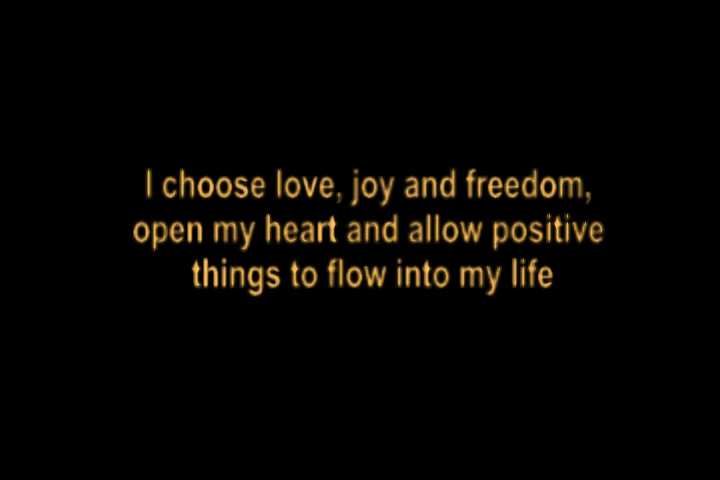 I choose love, joy and freedom,
open my heart and allow positive
things to flow into my life